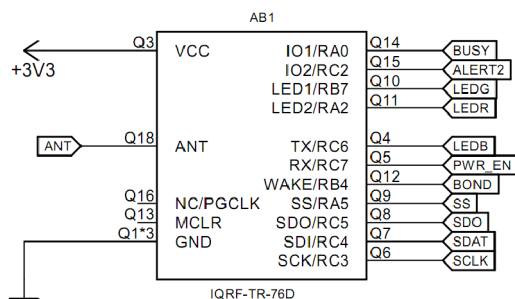 AB1
Q3 VCC IO1/RA0 Q14 BUSY
+3V3 IO2/RC2 Q15 ALERT2
LED1/RB7 Q10 LEDG
LED2/RA2 Q11 LEDR
ANT Q18 ANT TX/RC6 Q4 LEDB
RX/RC7 Q5 PWR_EN
WAKE/RB4 Q12 BOND
Q16 NC/PGCLK SS/RA5 Q9 SS
Q13 MCLR SDO/RC5 Q8 SDO
Q1*3 GND SDI/RC4 Q7 SDAT
SCK/RC3 Q6 SCLK
IQRF-TR-76D